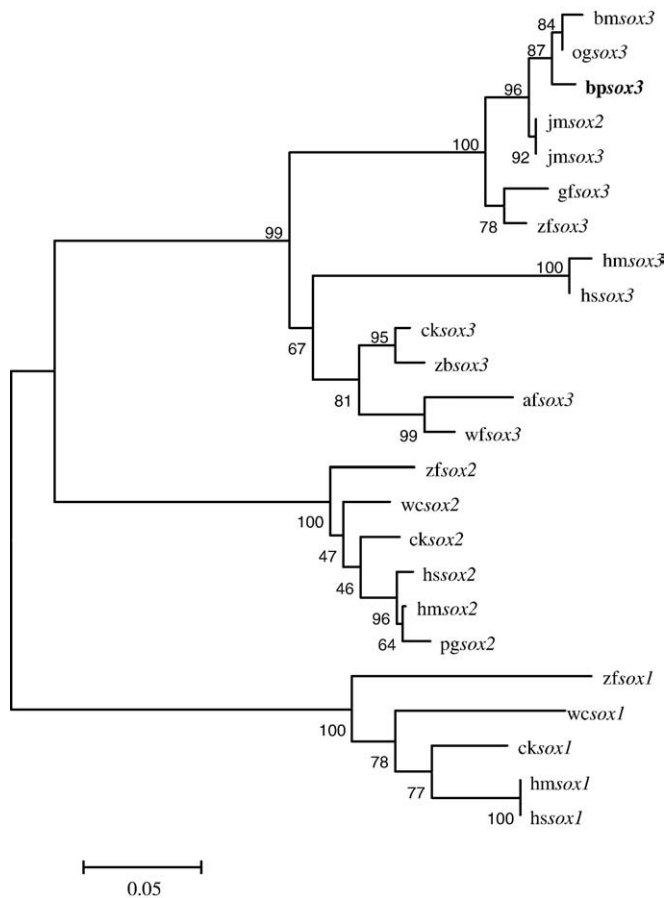 bmsox3
84
ogsox3
87
bpsox3
96
jmsox2
100
92
jmsox3
gfsox3
78
zfsox3
99
hmsox3
100
hssox3
67
cksox3
95
zbsox3
81
afsox3
99
wfsox3
zfsox2
100
wcsox2
47
cksox2
46
hssox2
96
hmsox2
64
pgsox2
zfsox1
100
wcsox1
78
cksox1
77
hmsox1
100
hssox1
0.05